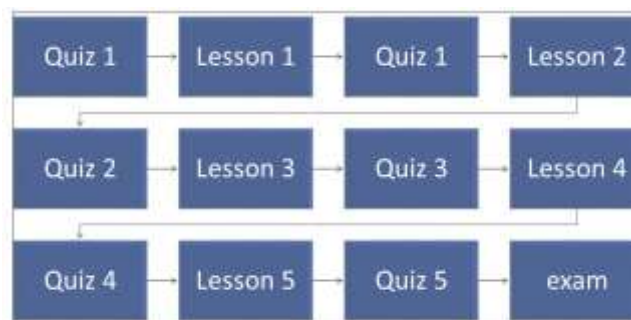 Quiz 1
Lesson 1
Quiz 1
Lesson 2
Quiz 2
Lesson 3
Quiz 3
Lesson 4
Quiz 4
Lesson 5
Quiz 5
exam